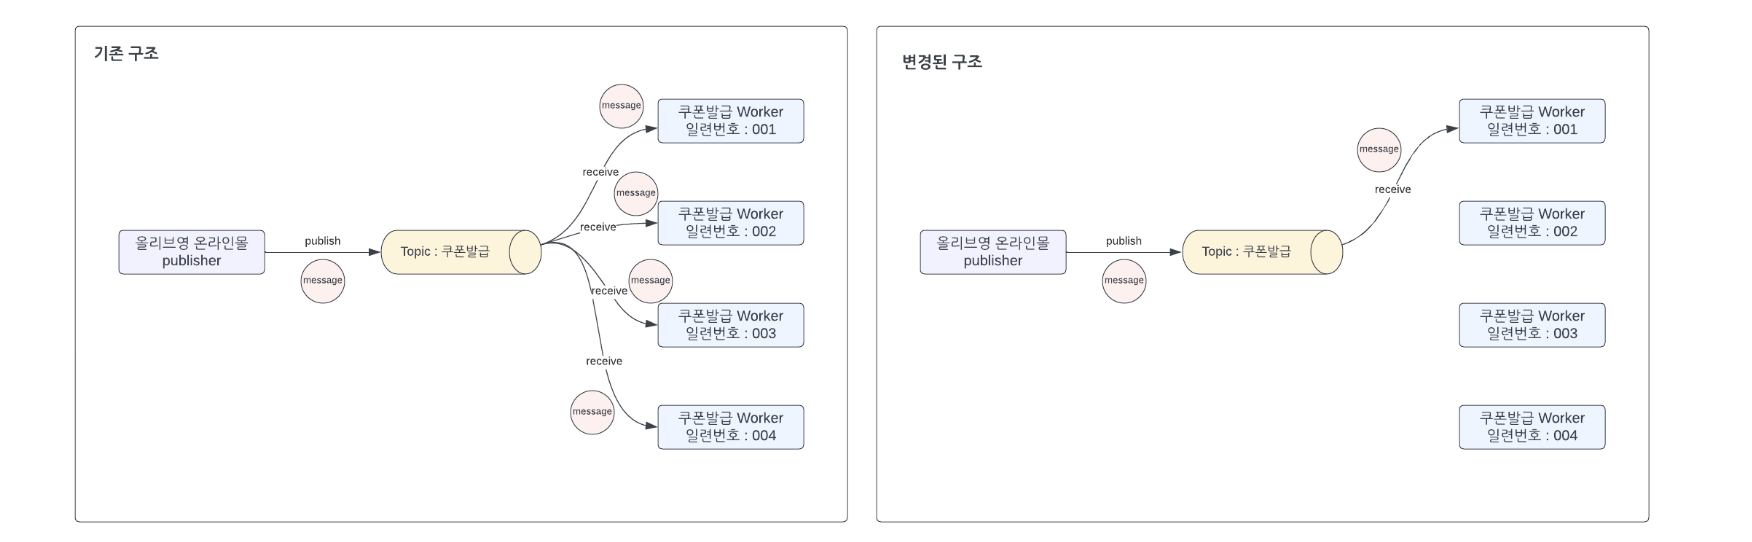 기존 구조
message
쿠폰발급 Worker
일련번호 : 001
receive
message
쿠폰발급 Worker
일련번호 : 002
receive
올리브영 온라인몰
publisher
publish
message
Topic : 쿠폰발급
receive
message
쿠폰발급 Worker
일련번호 : 003
receive
message
쿠폰발급 Worker
일련번호 : 004
변경된 구조
쿠폰발급 Worker
일련번호 : 001
message
receive
쿠폰발급 Worker
일련번호 : 002
올리브영 온라인몰
publisher
publish
message
Topic : 쿠폰발급
쿠폰발급 Worker
일련번호 : 003
쿠폰발급 Worker
일련번호 : 004